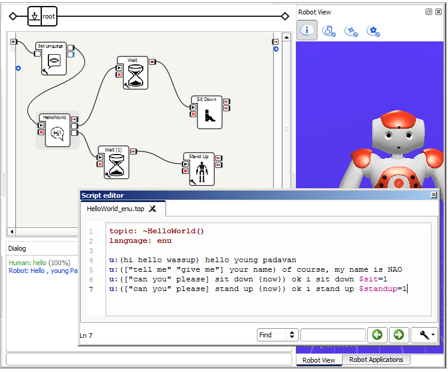 root
Robot View
Set Language
Wait
Sit Down
HelloWorld
Wait (1)
Stand Up
Script editor
HelloWorld_enu.top
1 topic: ~HelloWorld()
2 language: enu
3
4 u:(hi hello wassup) hello young padavan
5 u:(["tell me" "give me"] your name) of course, my name is NAO
6 u:(["can you" please] sit down {now}) ok i sit down $sit=1
7 u:(["can you" please] stand up {now}) ok i stand up $standup=1
Dialog
Human: hello (100%)
Robot: Hello , young Pa
Ln 7
Find
Robot View
Robot Applications